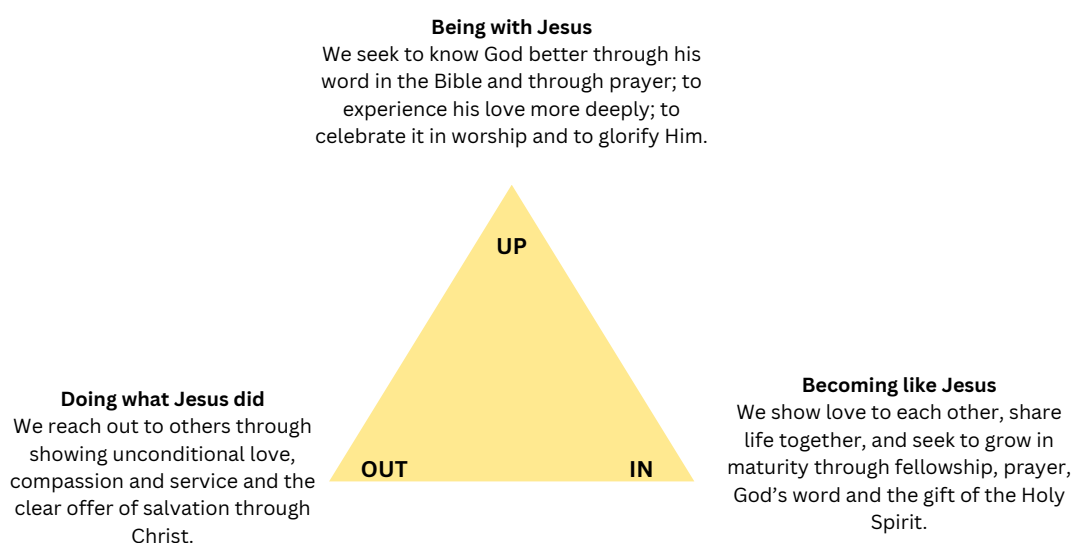 Being with Jesus
We seek to know God better through his
word in the Bible and through prayer; to
experience his love more deeply; to
celebrate it in worship and to glorify Him.
UP
Doing what Jesus did
We reach out to others through
showing unconditional love,
compassion and service and the
clear offer of salvation through
Christ.
OUT
IN
Becoming like Jesus
We show love to each other, share
life together, and seek to grow in
maturity through fellowship, prayer,
God’s word and the gift of the Holy
Spirit.